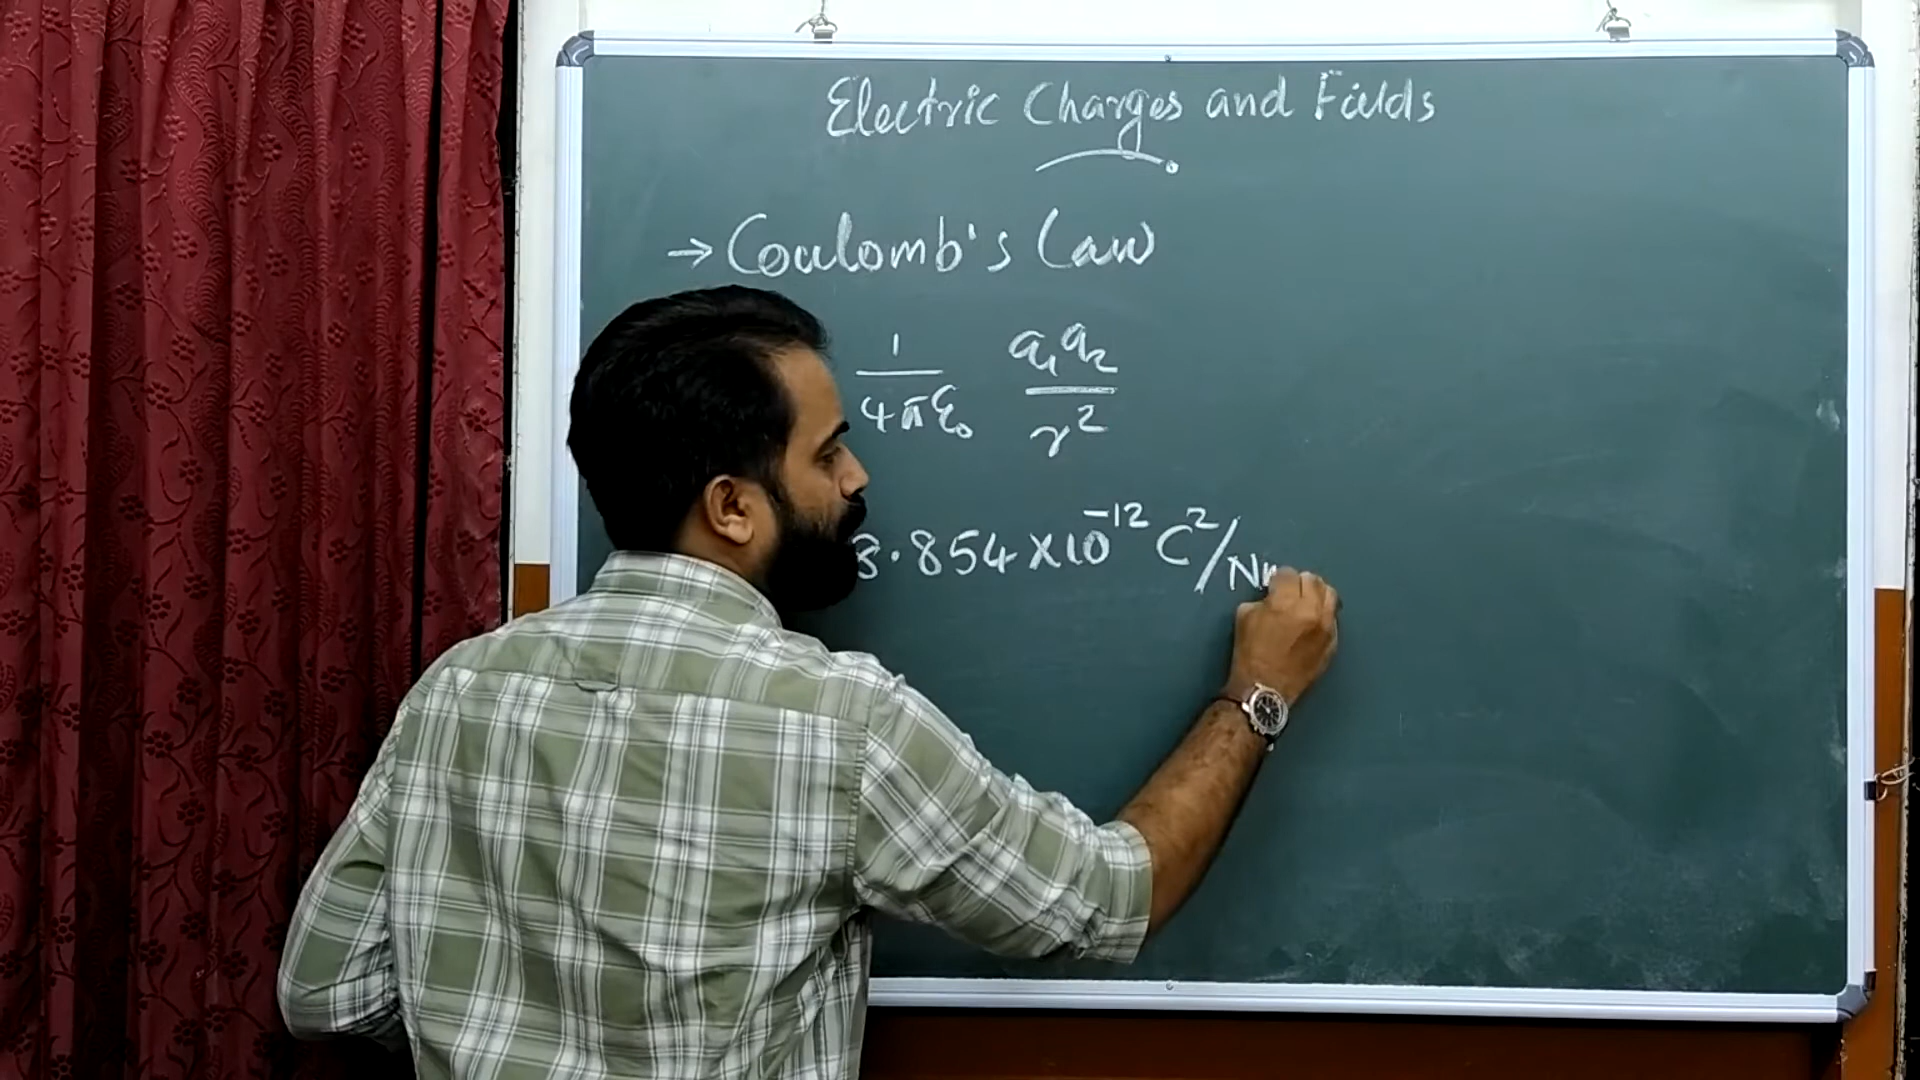 Electric Charges and Fields
→ Coulomb's Law
1/4πε₀ q₁q₂/r²
8.854 × 10⁻¹² C²/N